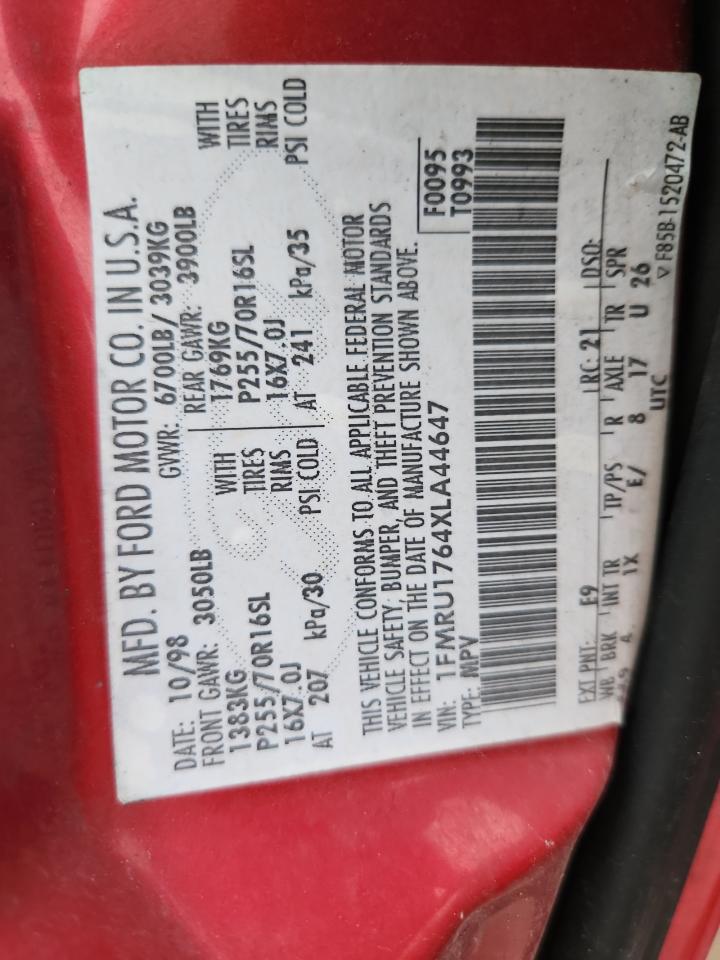 MFD. BY FORD MOTOR CO. IN U.S.A.
DATE: 10/98 GVWR: 6700LB/ 3039KG
FRONT GAWR: 3050LB REAR GAWR: 3900LB
1383KG WITH 1769KG WITH
P255/70R16SL TIRES P255/70R16SL TIRES
16X7.0J RIMS 16X7.0J RIMS
AT 207 kPa/30 PSI COLD AT 241 kPa/35 PSI COLD
THIS VEHICLE CONFORMS TO ALL APPLICABLE FEDERAL MOTOR
VEHICLE SAFETY, BUMPER, AND THEFT PREVENTION STANDARDS
IN EFFECT ON THE DATE OF MANUFACTURE SHOWN ABOVE.
VIN: 1FMRU1764XLA44647 F0095
TYPE: MPV T0993
EXT PNT: E9 RC: 21 DSO:
WB BRK INT TR TP/PS R AXLE TR SPR
4 1X E/ 8 17 U 26
UTC
▽ F85B-1520472-AB